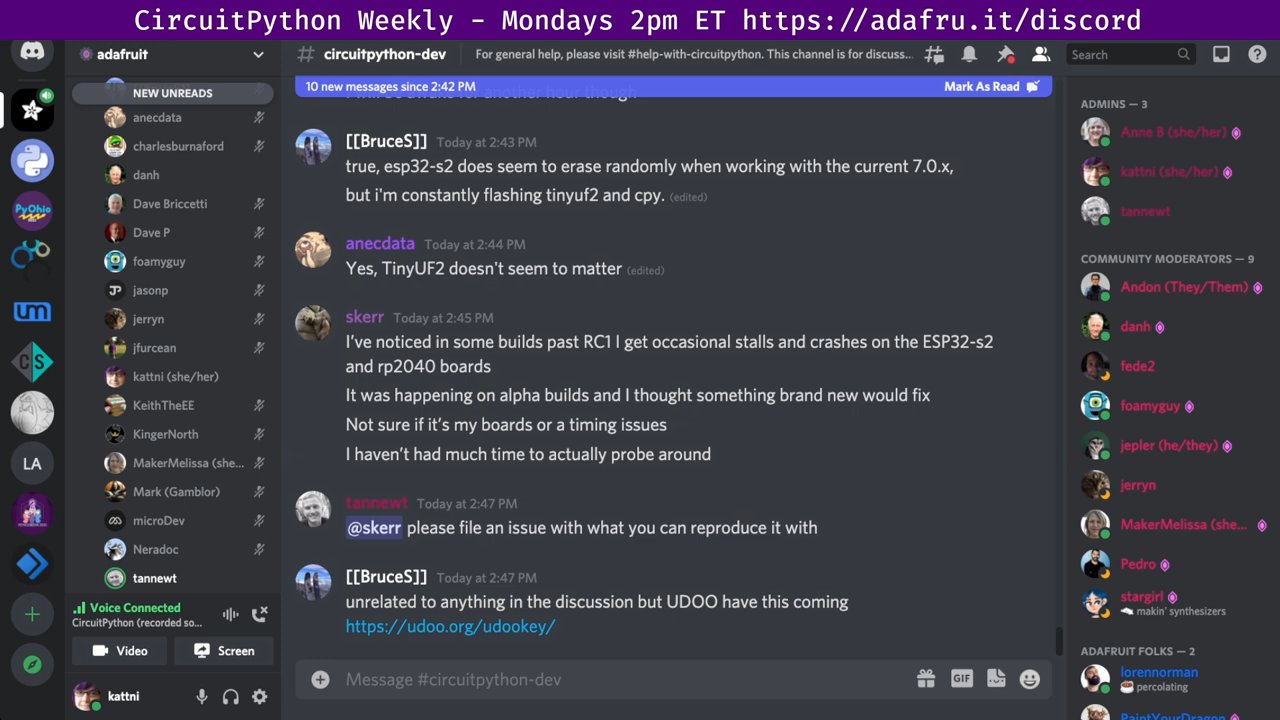 CircuitPython Weekly - Mondays 2pm ET https://adafru.it/discord
adafruit
NEW UNREADS
anecdata
charlesburnaford
danh
Dave Briccetti
Dave P
foamyguy
jasonp
jerryn
jfurcean
kattni (she/her)
KeithTheEE
KingerNorth
MakerMelissa (she...
Mark (Gamblor)
microDev
Neradoc
tannewt
Voice Connected
CircuitPython (recorded so...
Video
Screen
kattni
PyOhio
um
CS
LA
# circuitpython-dev
For general help, please visit #help-with-circuitpython. This channel is for discuss...
Search
10 new messages since 2:42 PM
Mark As Read
[[BruceS]] Today at 2:43 PM
true, esp32-s2 does seem to erase randomly when working with the current 7.0.x,
but i'm constantly flashing tinyuf2 and cpy. (edited)
anecdata Today at 2:44 PM
Yes, TinyUF2 doesn't seem to matter (edited)
skerr Today at 2:45 PM
I've noticed in some builds past RC1 I get occasional stalls and crashes on the ESP32-s2
and rp2040 boards
It was happening on alpha builds and I thought something brand new would fix
Not sure if it's my boards or a timing issues
I haven't had much time to actually probe around
tannewt Today at 2:47 PM
@skerr please file an issue with what you can reproduce it with
[[BruceS]] Today at 2:47 PM
unrelated to anything in the discussion but UDOO have this coming
https://udoo.org/udookey/
Message #circuitpython-dev
GIF
ADMINS — 3
Anne B (she/her)
kattni (she/her)
tannewt
COMMUNITY MODERATORS — 9
Andon (They/Them)
danh
fede2
foamyguy
jepler (he/they)
jerryn
MakerMelissa (she...
Pedro
stargirl
makin' synthesizers
ADAFRUIT FOLKS — 2
lorennorman
percolating
PaintYourDragon